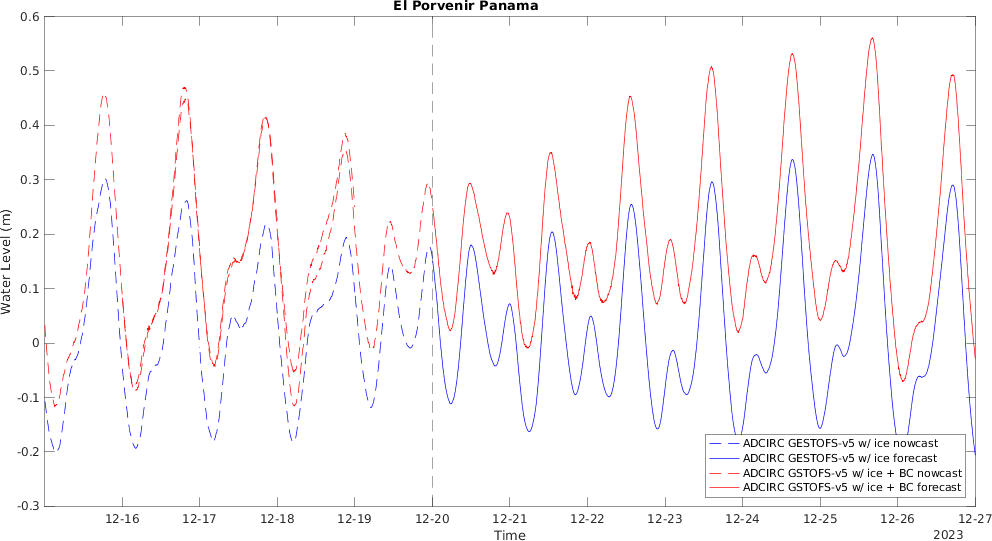 El Porvenir Panama
0.6
0.5
0.4
0.3
0.2
0.1
0
-0.1
-0.2
-0.3
Water Level (m)
12-16 12-17 12-18 12-19 12-20 12-21 12-22 12-23 12-24 12-25 12-26 12-27
Time
2023
ADCIRC GESTOFS-v5 w/ ice nowcast
ADCIRC GESTOFS-v5 w/ ice forecast
ADCIRC GSTOFS-v5 w/ ice + BC nowcast
ADCIRC GSTOFS-v5 w/ ice + BC forecast